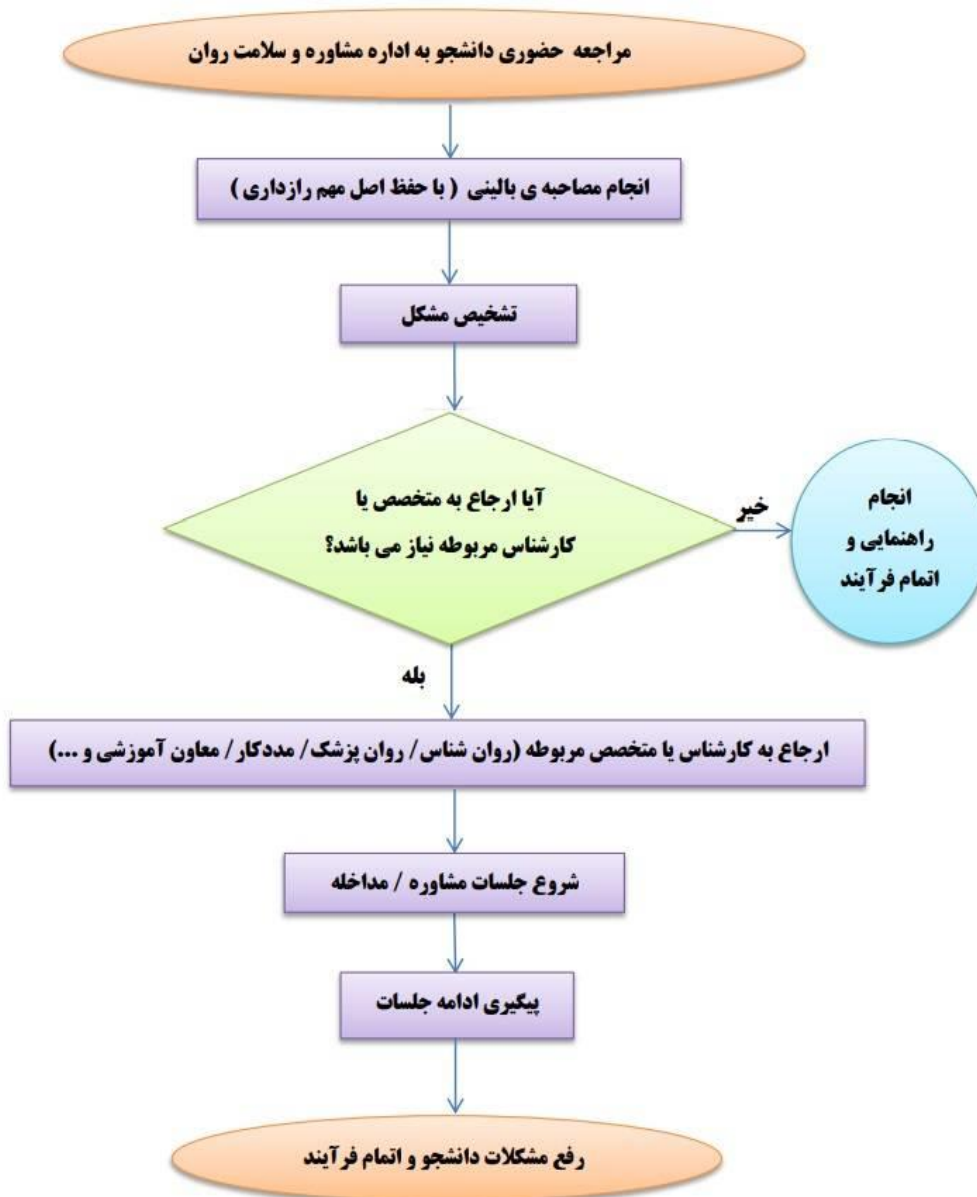 مراجعه حضوری دانشجو به اداره مشاوره و سلامت روان
انجام مصاحبه ی بالینی ( با حفظ اصل مهم رازداری )
تشخیص مشکل
آیا ارجاع به متخصص یا
کارشناس مربوطه نیاز می باشد؟
خیر
انجام
راهنمایی و
اتمام فرآیند
بله
ارجاع به کارشناس یا متخصص مربوطه (روان شناس/ روان پزشک/ مددکار/ معاون آموزشی و ...)
شروع جلسات مشاوره / مداخله
پیگیری ادامه جلسات
رفع مشکلات دانشجو و اتمام فرآیند